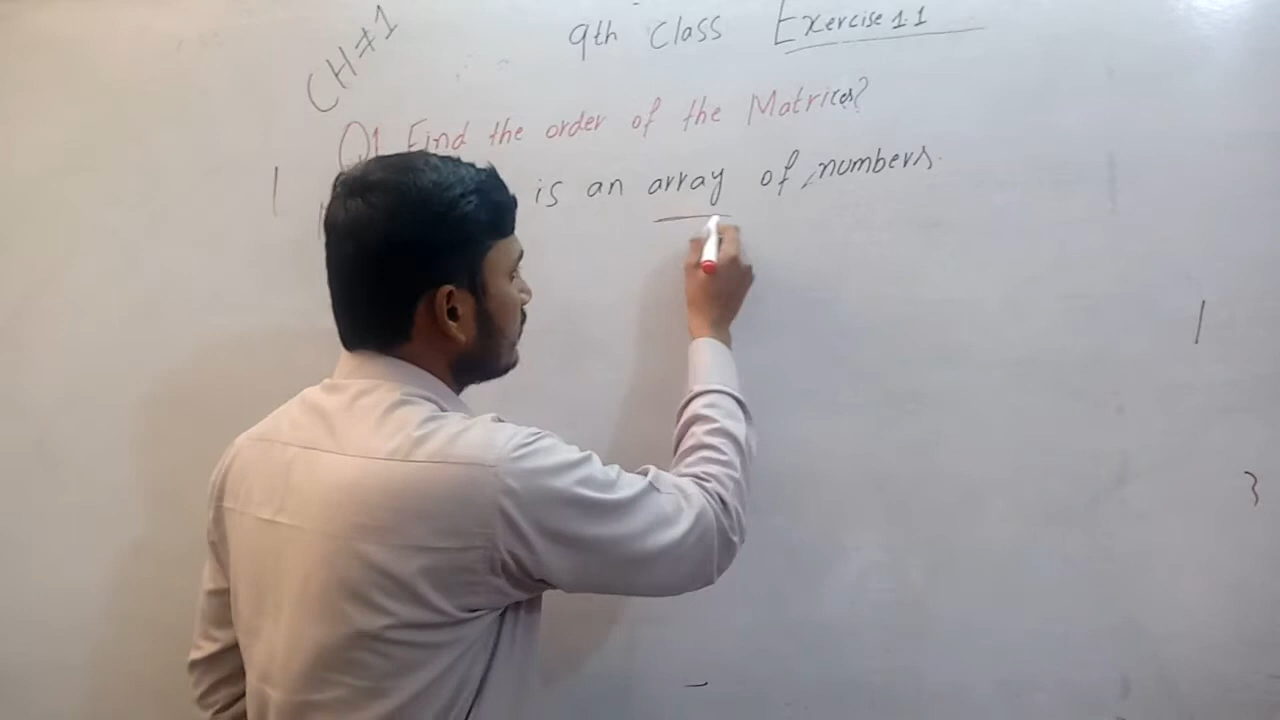 CH#1
9th Class Exercise 1.1
Q1 Find the order of the Matrices?
is an array of numbers.